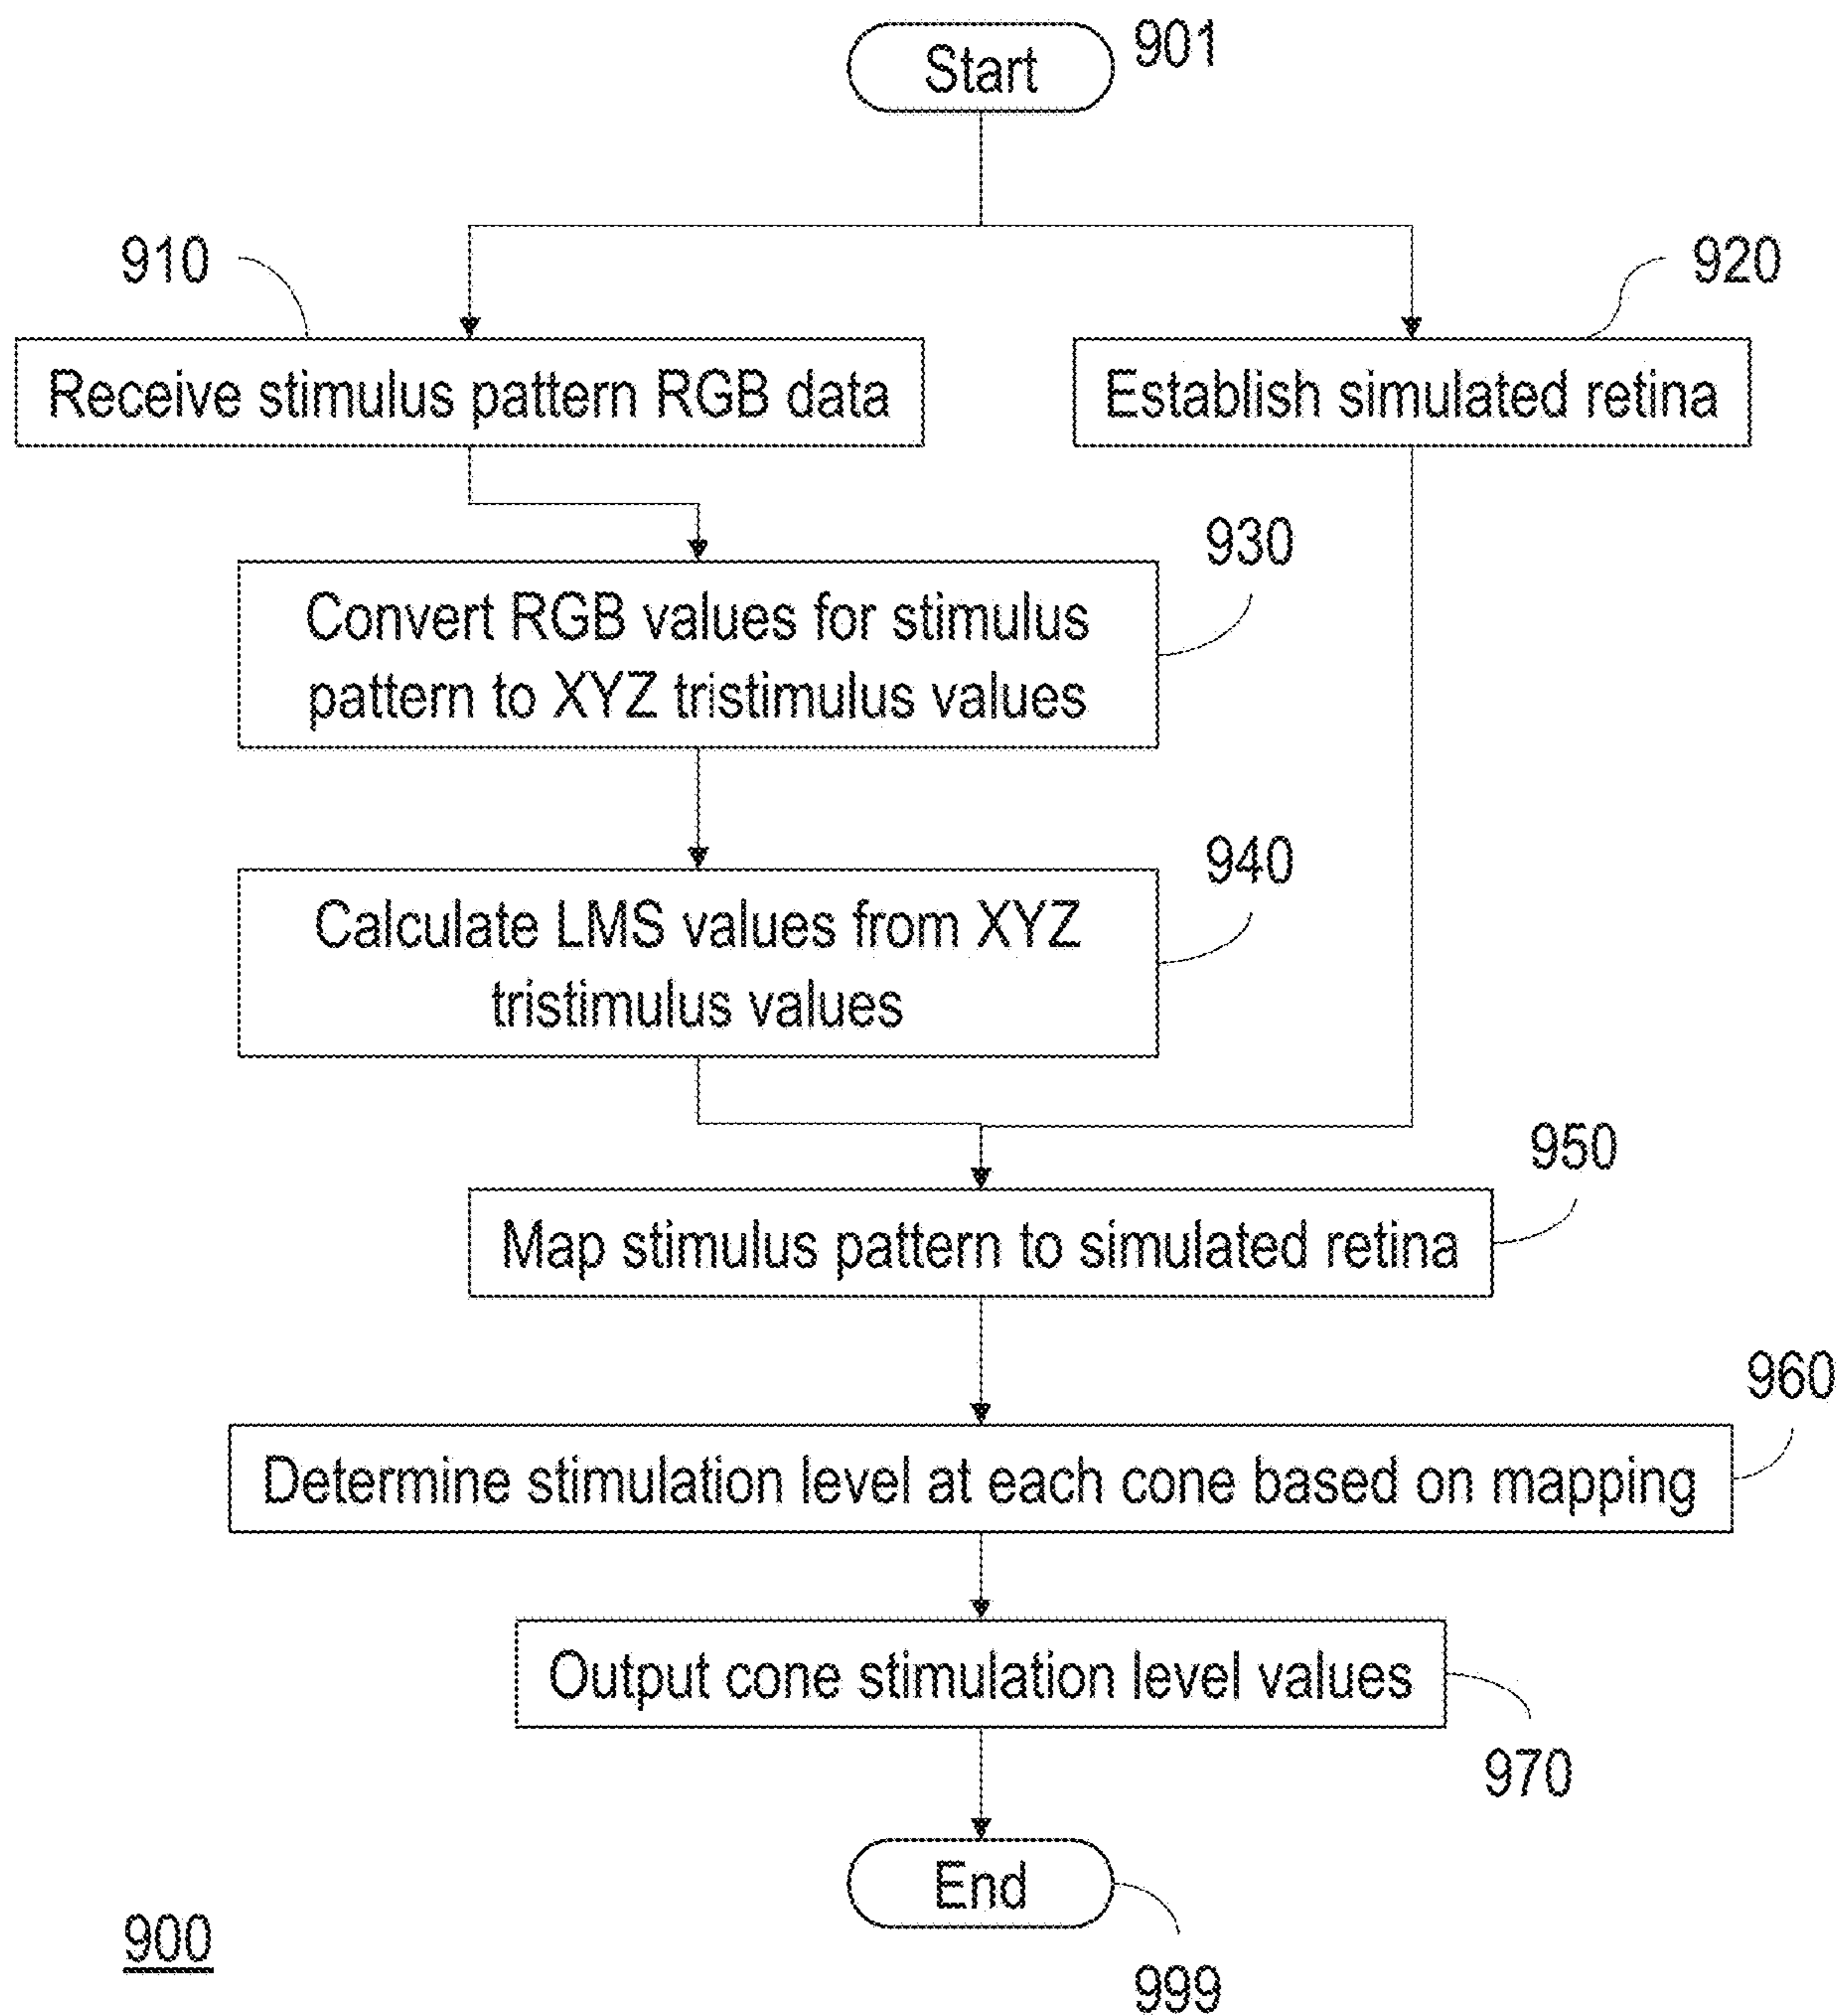 Start
901
910
920
Receive stimulus pattern RGB data
Establish simulated retina
930
Convert RGB values for stimulus
pattern to XYZ tristimulus values
940
Calculate LMS values from XYZ
tristimulus values
950
Map stimulus pattern to simulated retina
960
Determine stimulation level at each cone based on mapping
Output cone stimulation level values
970
End
900
999